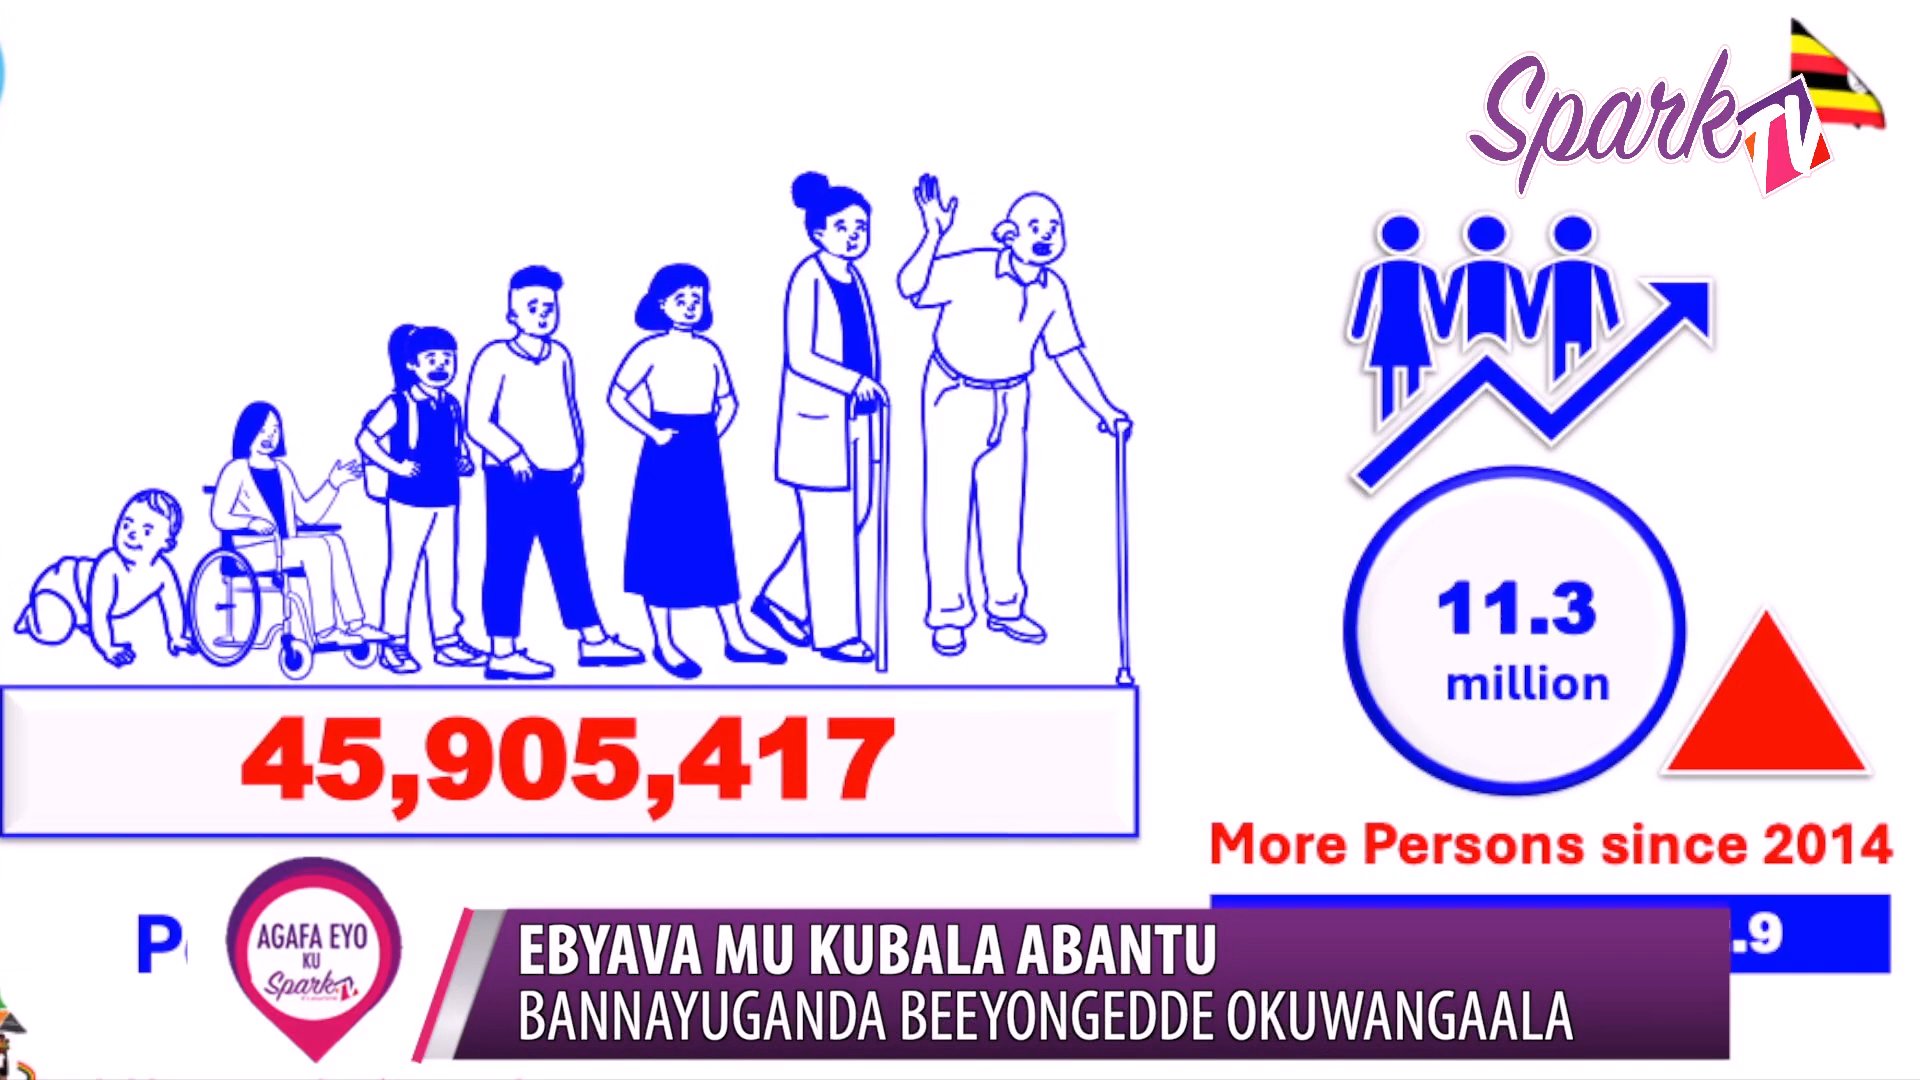 Spark TV
11.3
million
45,905,417
More Persons since 2014
.9
AGAFA EYO
KU
Spark TV
EBYAVA MU KUBALA ABANTU
BANNAYUGANDA BEEYONGEDDE OKUWANGAALA